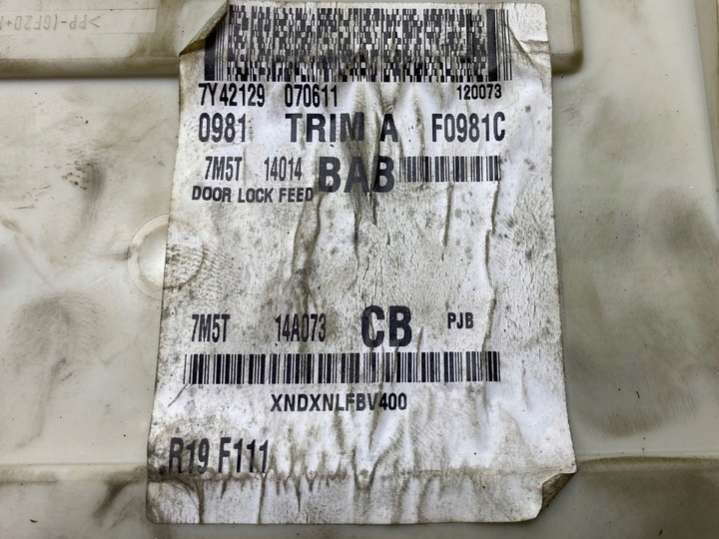 7Y42129 070611 120073
0981 TRIM A F0981C
7M5T 14014 BAB
DOOR LOCK FEED
7M5T 14A073 CB PJB
XNDXNLFBV400
R19 F111